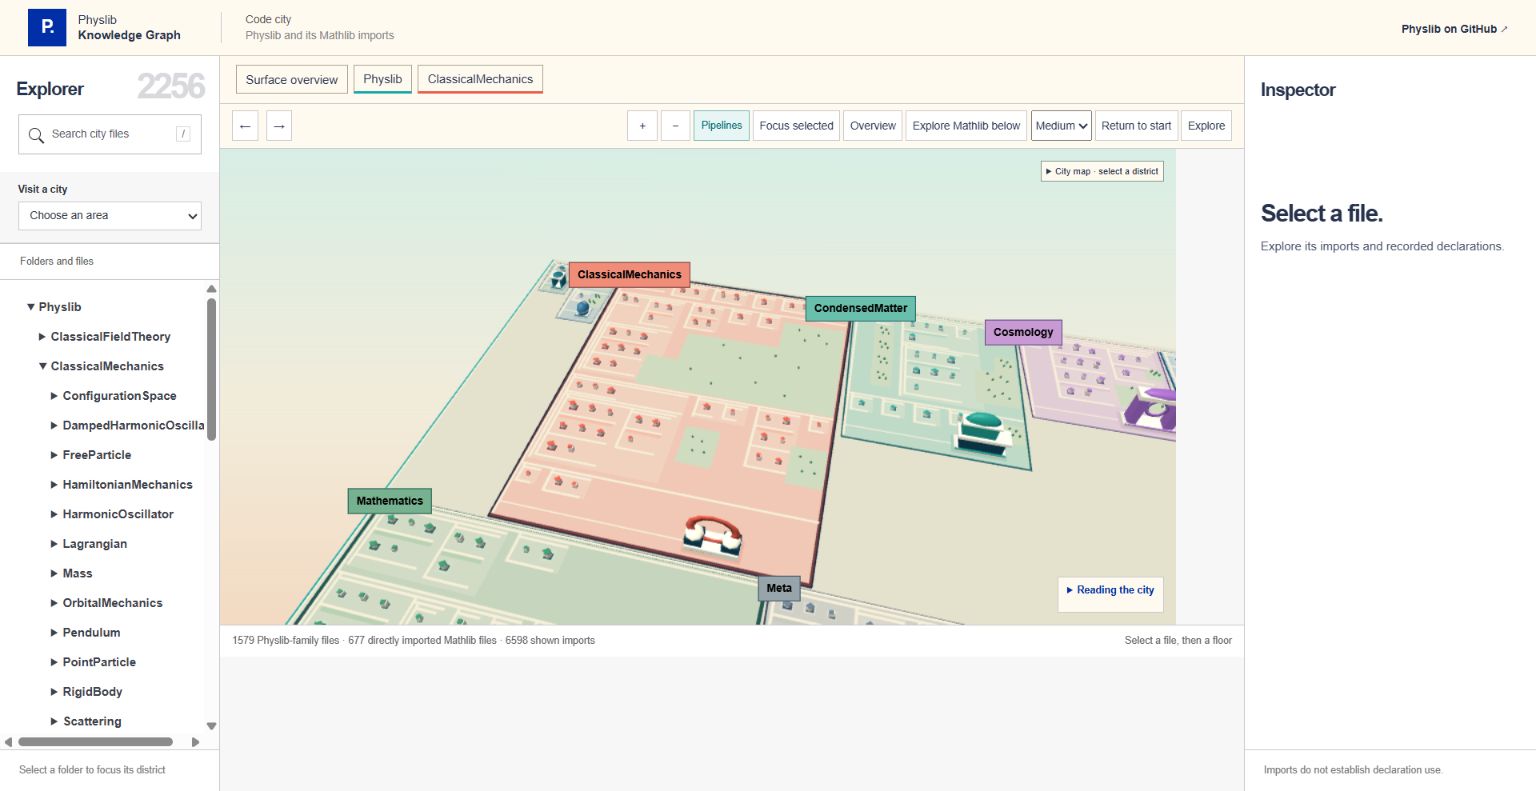 P.
Physlib
Knowledge Graph
Code city
Physlib and its Mathlib imports
Physlib on GitHub ↗
Explorer
2256
Search city files
/
Visit a city
Choose an area
Folders and files
▼ Physlib
▶ ClassicalFieldTheory
▼ ClassicalMechanics
▶ ConfigurationSpace
▶ DampedHarmonicOscilla
▶ FreeParticle
▶ HamiltonianMechanics
▶ HarmonicOscillator
▶ Lagrangian
▶ Mass
▶ OrbitalMechanics
▶ Pendulum
▶ PointParticle
▶ RigidBody
▶ Scattering
Select a folder to focus its district
Surface overview
Physlib
ClassicalMechanics
← → + − Pipelines Focus selected Overview Explore Mathlib below Medium Return to start Explore
▶ City map · select a district
ClassicalMechanics
CondensedMatter
Cosmology
Mathematics
Meta
▶ Reading the city
1579 Physlib-family files · 677 directly imported Mathlib files · 6598 shown imports
Select a file, then a floor
Inspector
Select a file.
Explore its imports and recorded declarations.
Imports do not establish declaration use.